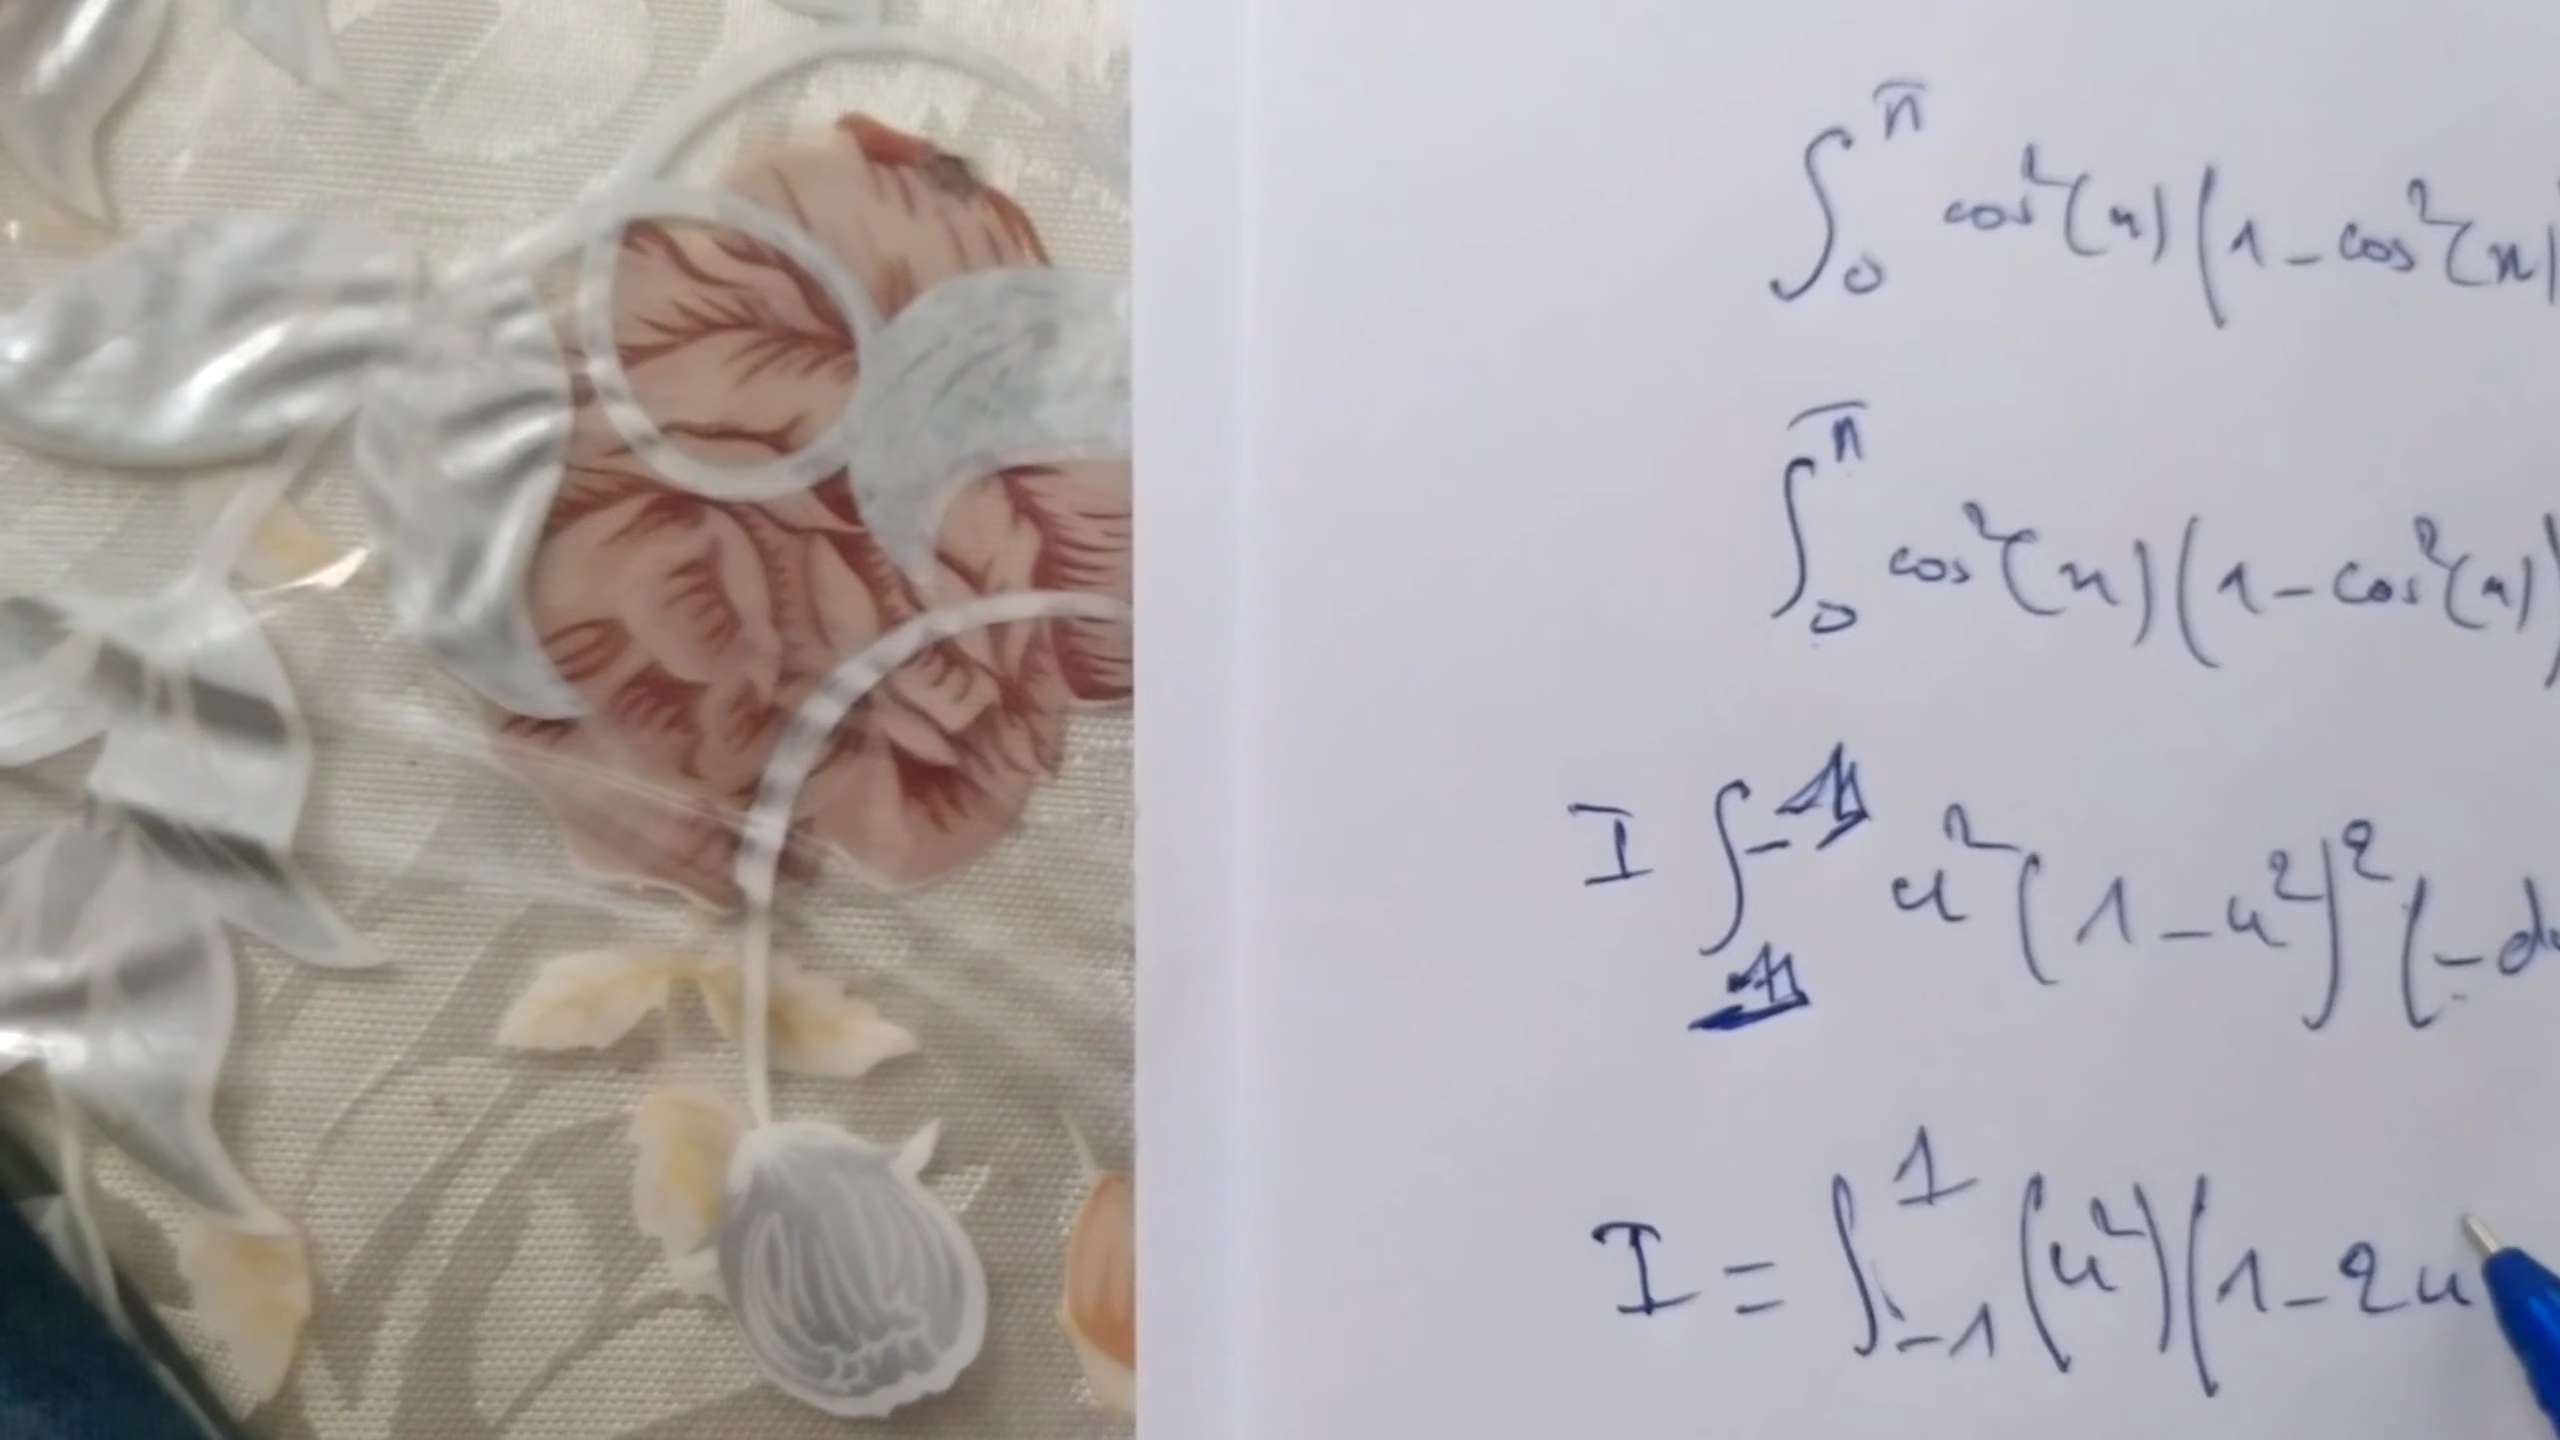 ∫₀^π cos²(x)(1-cos²(x)
∫₀^π cos²(x)(1-cos²(x)
I ∫₁^-1 u²(1-u²)²(-du
I = ∫₋₁^1 (u²)(1-2u